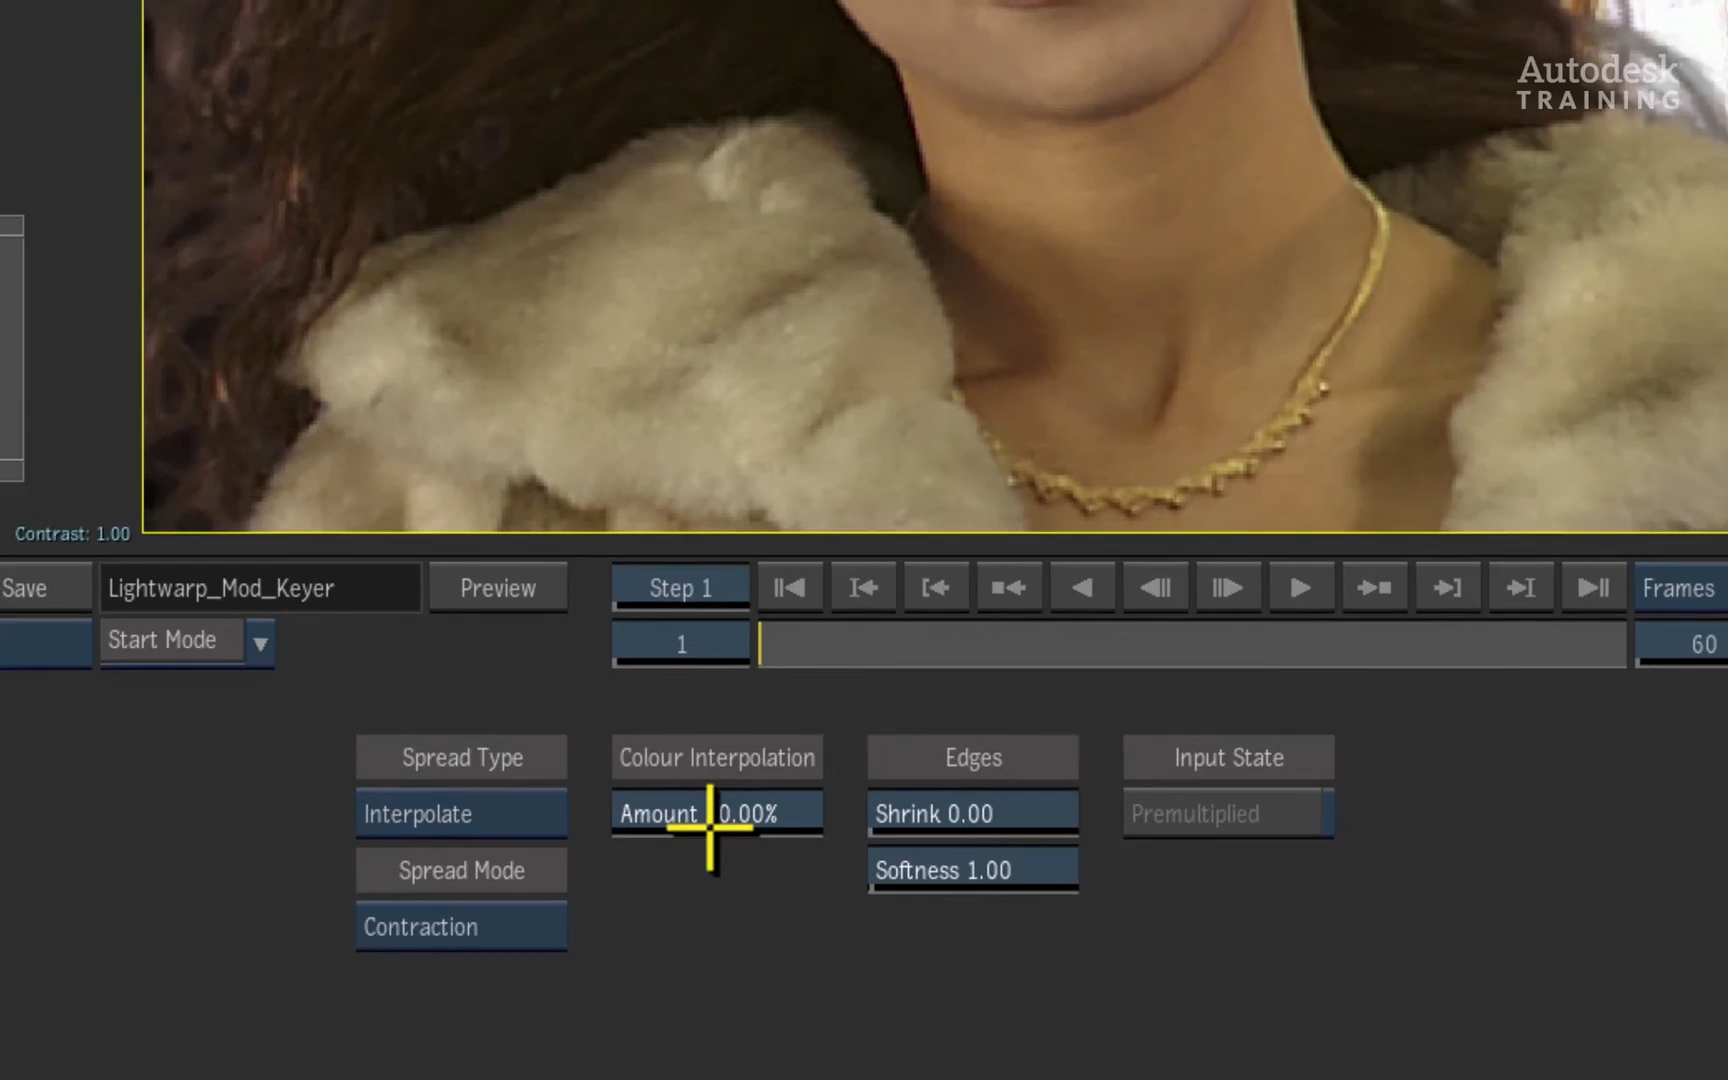 Autodesk
TRAINING
Contrast: 1.00
Save
Lightwarp_Mod_Keyer
Preview
Step 1
Frames
Start Mode
1
60
Spread Type
Colour Interpolation
Edges
Input State
Interpolate
Amount 0.00%
Shrink 0.00
Premultiplied
Spread Mode
Softness 1.00
Contraction